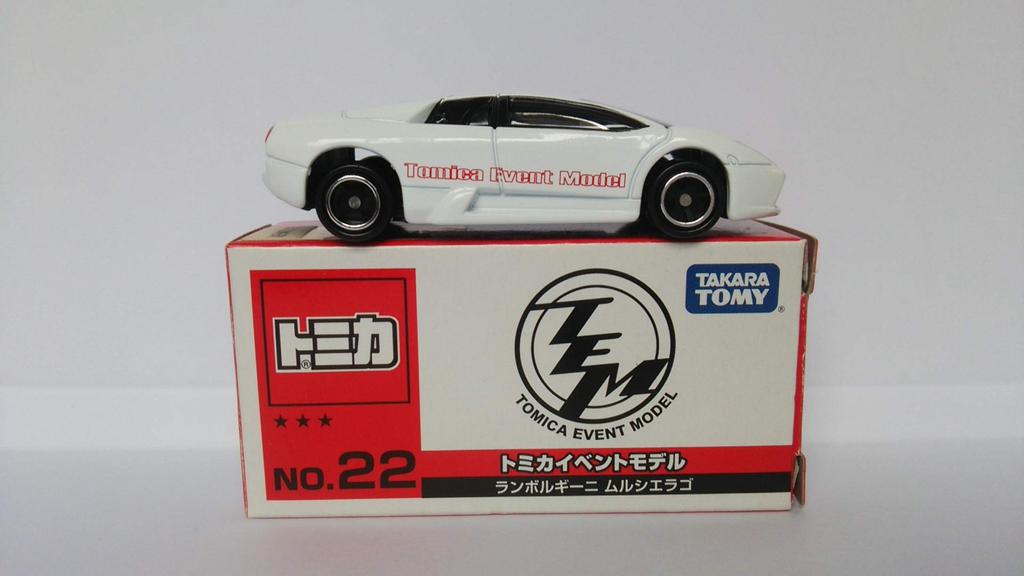 Tomica Event Model
トミカ
®
★★★
NO.22
TEM
TOMICA EVENT MODEL
TAKARA
TOMY
®
トミカイベントモデル
ランボルギーニ ムルシエラゴ